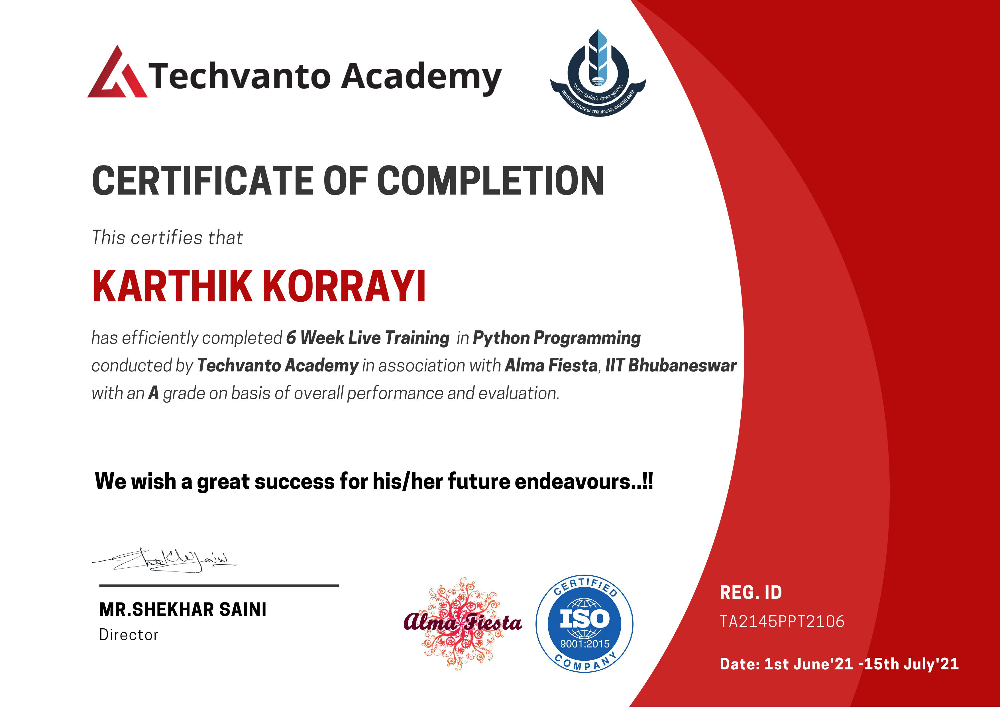 Techvanto Academy
2008
भारतीय प्रौद्योगिकी संस्थान भुवनेश्वर
INDIAN INSTITUTE OF TECHNOLOGY BHUBANESWAR
CERTIFICATE OF COMPLETION
This certifies that
KARTHIK KORRAYI
has efficiently completed 6 Week Live Training in Python Programming
conducted by Techvanto Academy in association with Alma Fiesta, IIT Bhubaneswar
with an A grade on basis of overall performance and evaluation.
We wish a great success for his/her future endeavours..!!
MR.SHEKHAR SAINI
Director
Alma Fiesta
CERTIFIED
ISO
9001:2015
COMPANY
REG. ID
TA2145PPT2106
Date: 1st June'21 -15th July'21